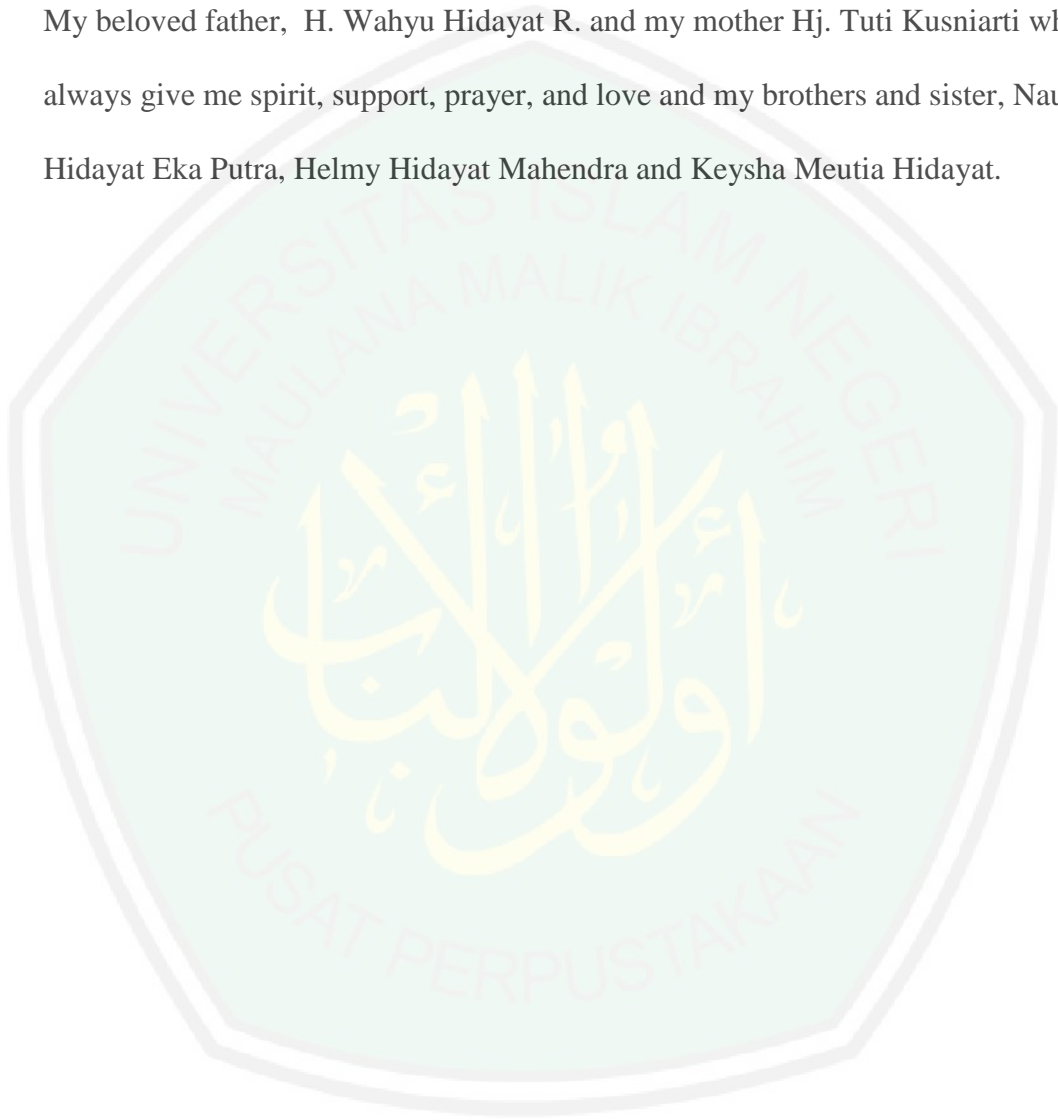 My beloved father, H. Wahyu Hidayat R. and my mother Hj. Tuti Kusniarti
always give me spirit, support, prayer, and love and my brothers and sister,
Hidayat Eka Putra, Helmy Hidayat Mahendra and Keysha Meutia Hidayat.
UNIVERSITAS ISLAM NEGERI
MAULANA MALIK IBRAHIM
أولوا الألباب
PUSAT PERPUSTAKAAN